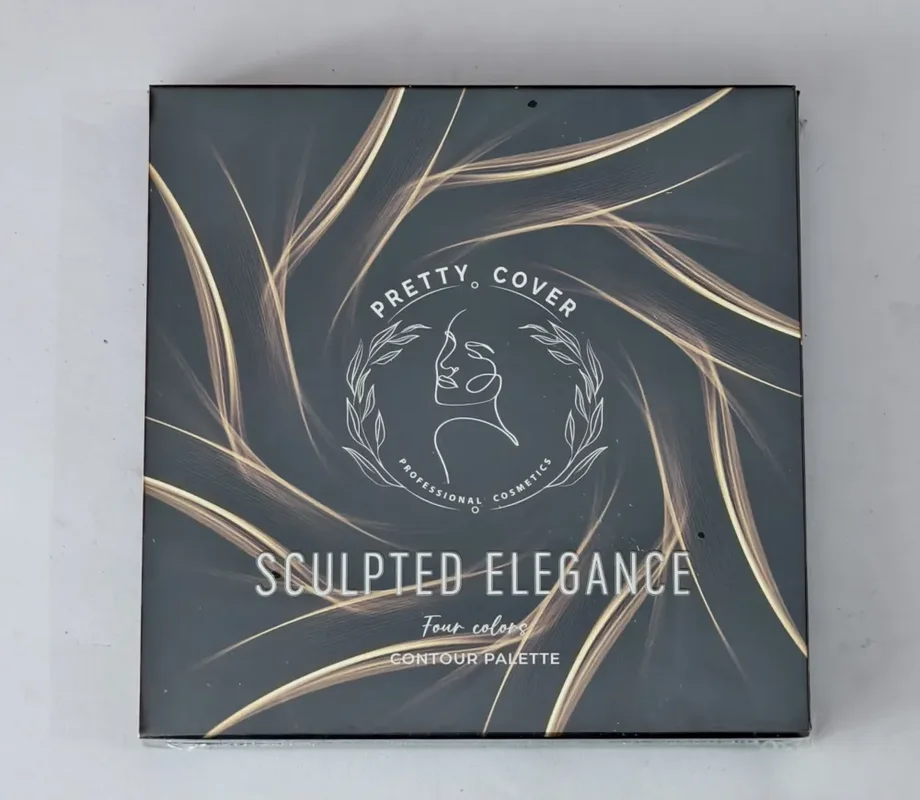 PRETTY COVER
PROFESSIONAL COSMETICS
SCULPTED ELEGANCE
Four colors
CONTOUR PALETTE